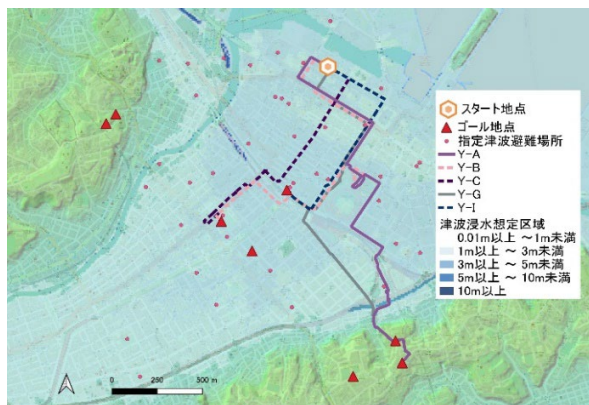 スタート地点
ゴール地点
指定津波避難場所
Y-A
Y-B
Y-C
Y-G
Y-I
津波浸水想定区域
0.01m以上 ～1m未満
1m以上 ～ 3m未満
3m以上 ～ 5m未満
5m以上 ～ 10m未満
10m以上
0 250 500 m